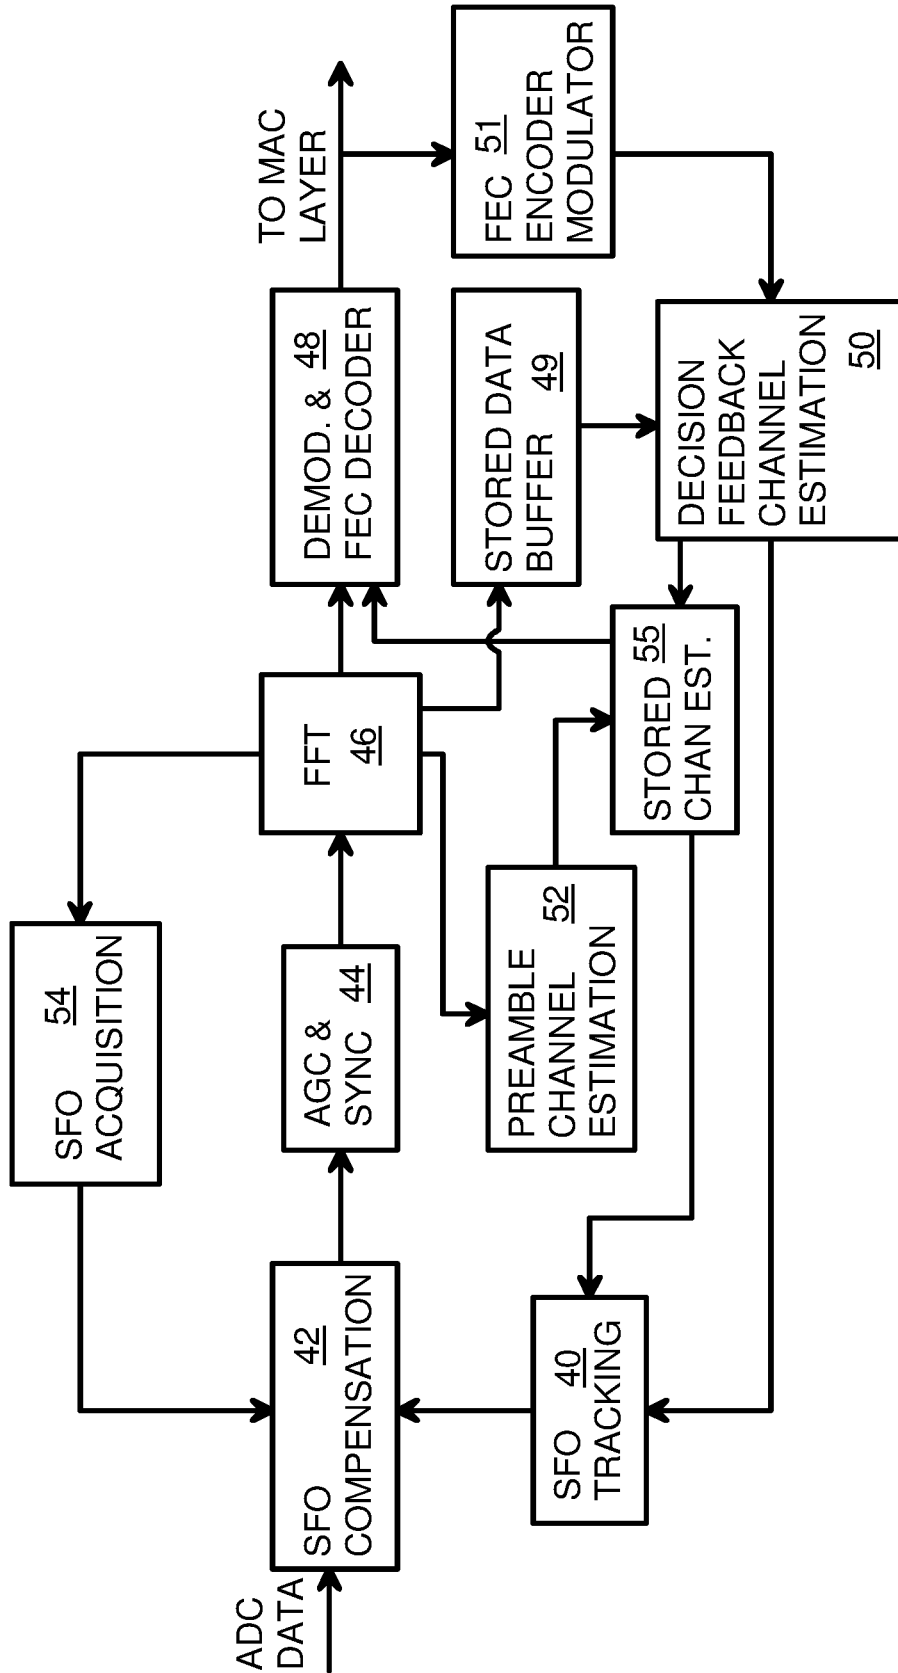 SFO 54
ACQUISITION
ADC
DATA
SFO 42
COMPENSATION
AGC &
SYNC 44
FFT
46
DEMOD. & 48
FEC DECODER
TO MAC
LAYER
PREAMBLE
CHANNEL 52
ESTIMATION
STORED DATA
BUFFER 49
FEC 51
ENCODER
MODULATOR
SFO 40
TRACKING
STORED 55
CHAN EST.
DECISION
FEEDBACK
CHANNEL
ESTIMATION
50